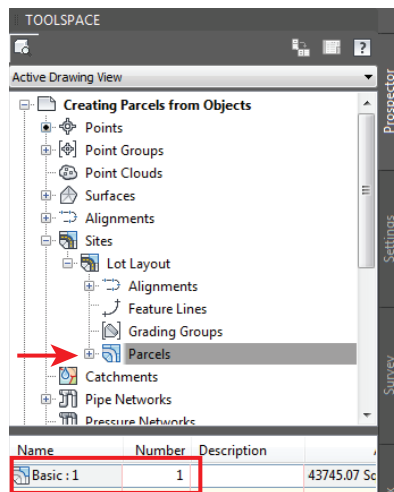 TOOLSPACE
?
Active Drawing View
Creating Parcels from Objects
Points
Point Groups
Point Clouds
Surfaces
Alignments
Sites
Lot Layout
Alignments
Feature Lines
Grading Groups
Parcels
Catchments
Pipe Networks
Pressure Networks
Name Number Description
Basic : 1 1 43745.07 Sc
Prospector
Settings
Survey